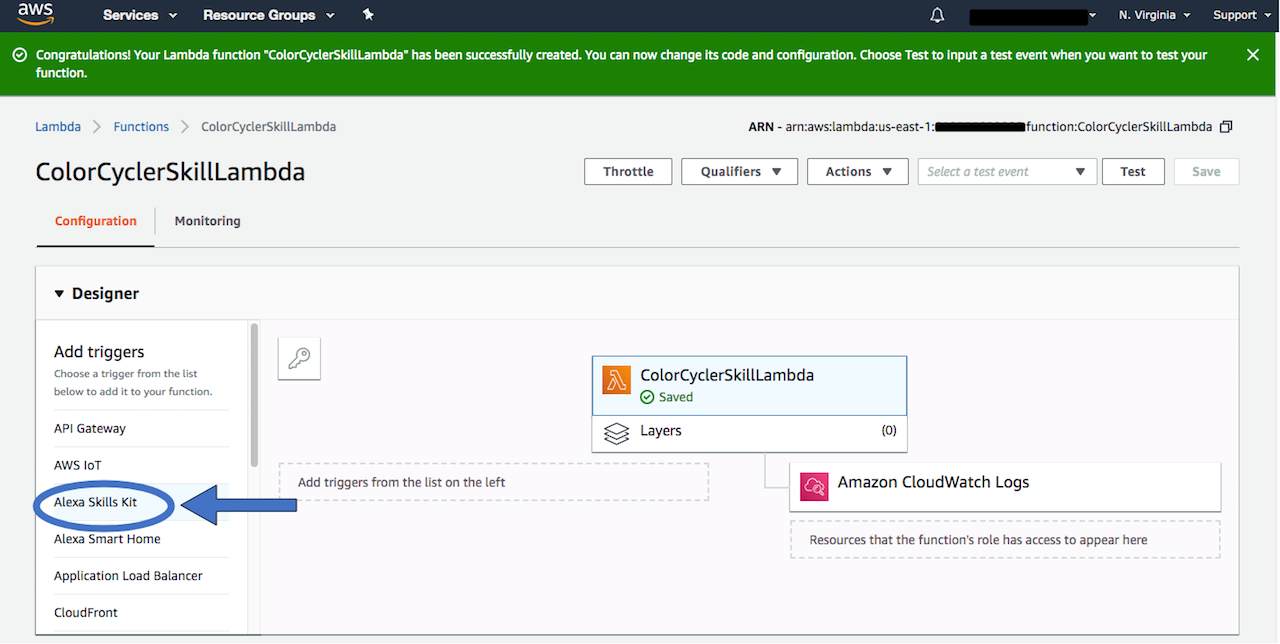 aws
Services
Resource Groups
N. Virginia
Support
Congratulations! Your Lambda function "ColorCyclerSkillLambda" has been successfully created. You can now change its code and configuration. Choose Test to input a test event when you want to test your
function.
Lambda
Functions
ColorCyclerSkillLambda
ARN - arn:aws:lambda:us-east-1:
function:ColorCyclerSkillLambda
ColorCyclerSkillLambda
Throttle
Qualifiers
Actions
Select a test event
Test
Save
Configuration
Monitoring
Designer
Add triggers
Choose a trigger from the list
below to add it to your function.
API Gateway
AWS IoT
Alexa Skills Kit
Alexa Smart Home
Application Load Balancer
CloudFront
ColorCyclerSkillLambda
Saved
Layers
(0)
Add triggers from the list on the left
Amazon CloudWatch Logs
Resources that the function's role has access to appear here